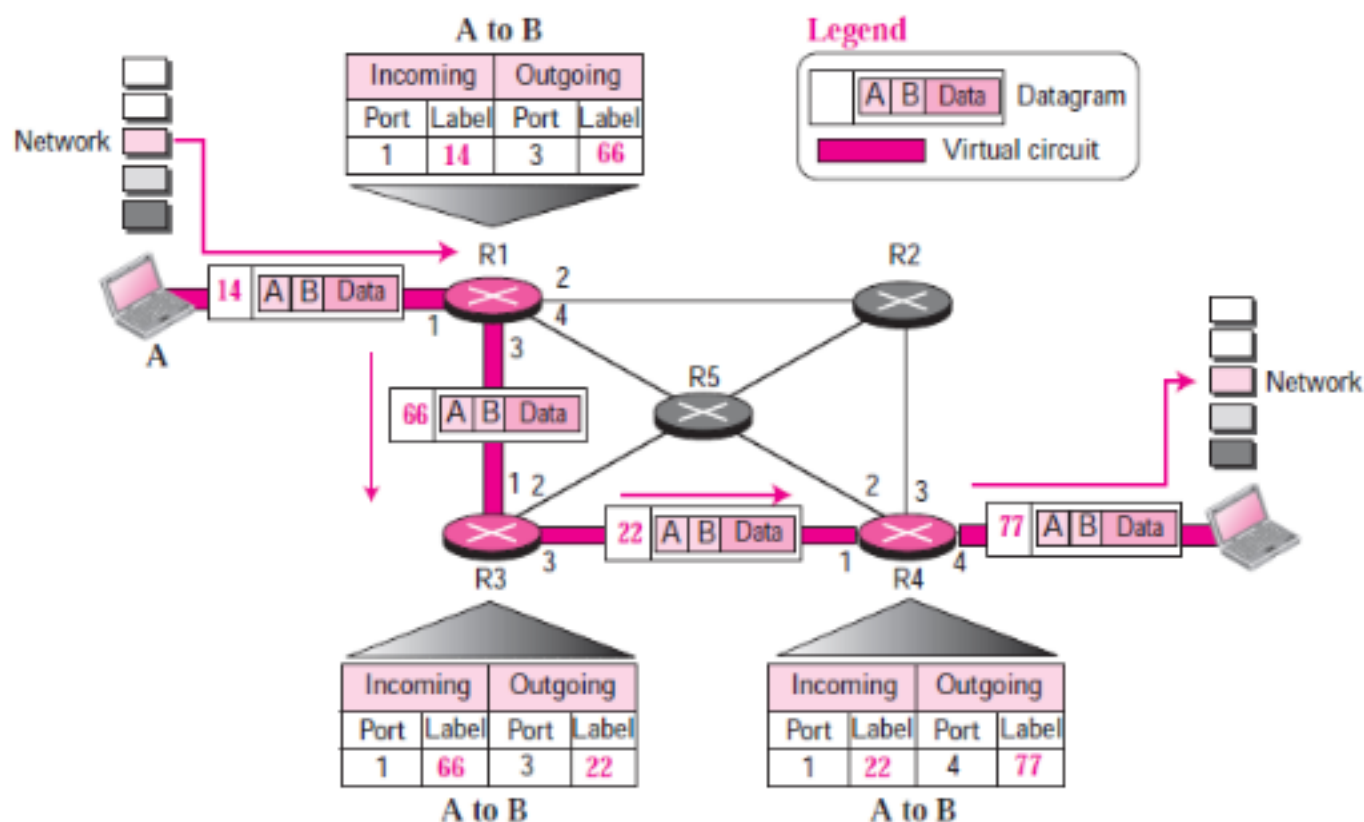 A to B
Incoming Outgoing
Port Label Port Label
1 14 3 66
Legend
A B Data Datagram
Virtual circuit
Network
R1
R2
14 A B Data
1
2
4
3
A
R5
66 A B Data
Network
1 2
2 3
22 A B Data
77 A B Data
3
1
4
R3
R4
Incoming Outgoing
Port Label Port Label
1 66 3 22
A to B
Incoming Outgoing
Port Label Port Label
1 22 4 77
A to B